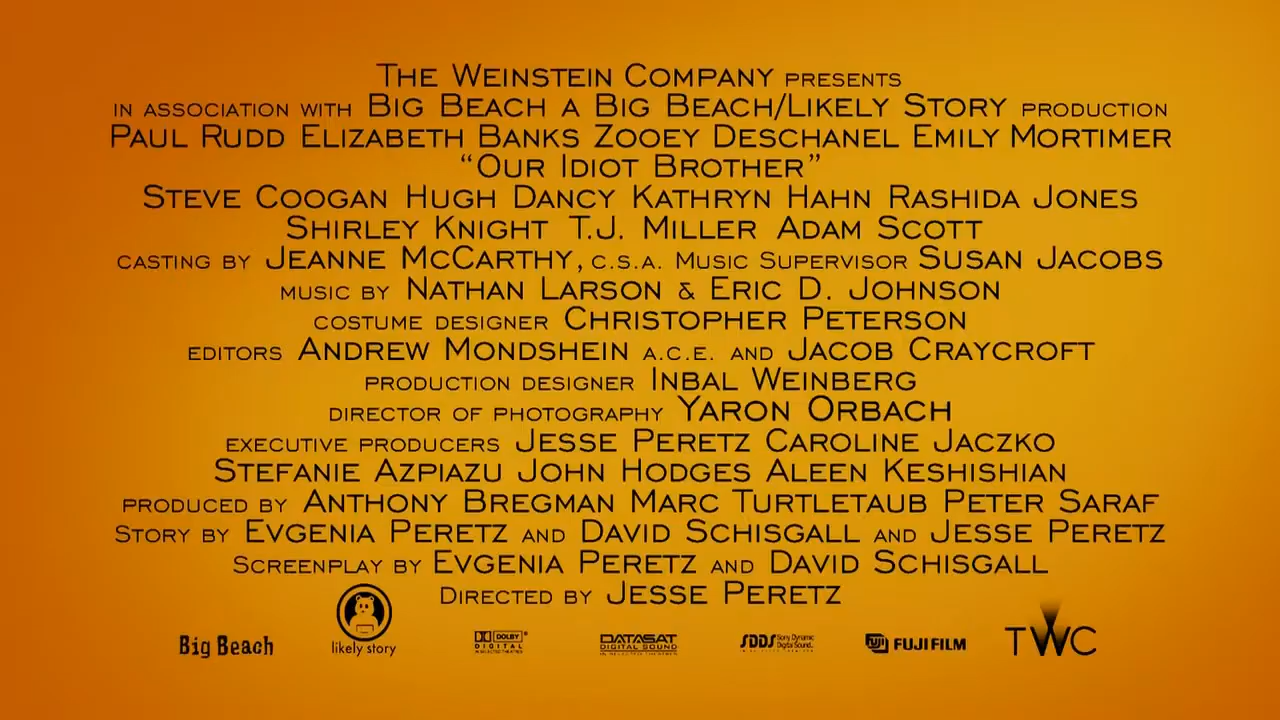 THE WEINSTEIN COMPANY PRESENTS
IN ASSOCIATION WITH BIG BEACH A BIG BEACH/LIKELY STORY PRODUCTION
PAUL RUDD ELIZABETH BANKS ZOOEY DESCHANEL EMILY MORTIMER
“OUR IDIOT BROTHER”
STEVE COOGAN HUGH DANCY KATHRYN HAHN RASHIDA JONES
SHIRLEY KNIGHT T.J. MILLER ADAM SCOTT
CASTING BY JEANNE MCCARTHY, C.S.A. MUSIC SUPERVISOR SUSAN JACOBS
MUSIC BY NATHAN LARSON & ERIC D. JOHNSON
COSTUME DESIGNER CHRISTOPHER PETERSON
EDITORS ANDREW MONDSHEIN A.C.E. AND JACOB CRAYCROFT
PRODUCTION DESIGNER INBAL WEINBERG
DIRECTOR OF PHOTOGRAPHY YARON ORBACH
EXECUTIVE PRODUCERS JESSE PERETZ CAROLINE JACZKO
STEFANIE AZPIAZU JOHN HODGES ALEEN KESHISHIAN
PRODUCED BY ANTHONY BREGMAN MARC TURTLETAUB PETER SARAF
STORY BY EVGENIA PERETZ AND DAVID SCHISGALL AND JESSE PERETZ
SCREENPLAY BY EVGENIA PERETZ AND DAVID SCHISGALL
DIRECTED BY JESSE PERETZ
Big Beach
likely story
DOLBY
DIGITAL
DATASAT
DIGITAL SOUND
SDDS Sony Dynamic
Digital Sound.
FUJIFILM
TWC